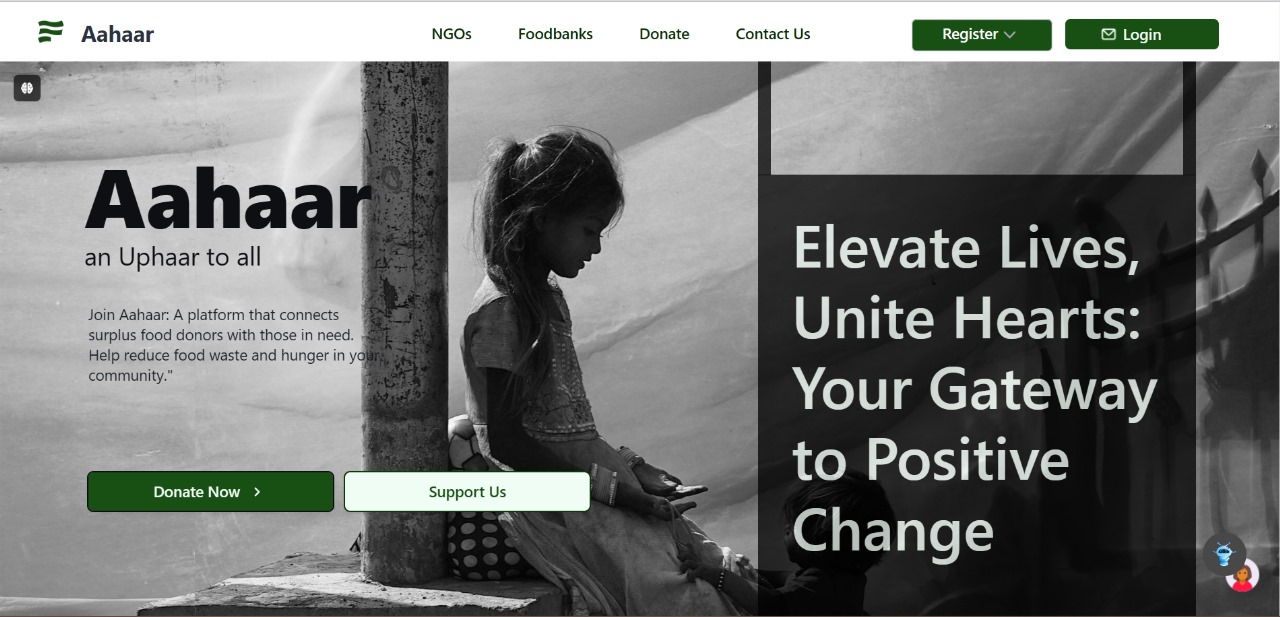 Aahaar
NGOs
Foodbanks
Donate
Contact Us
Register
Login
Aahaar
an Uphaar to all
Join Aahaar: A platform that connects
surplus food donors with those in need.
Help reduce food waste and hunger in your
community."
Donate Now
Support Us
Elevate Lives,
Unite Hearts:
Your Gateway
to Positive
Change